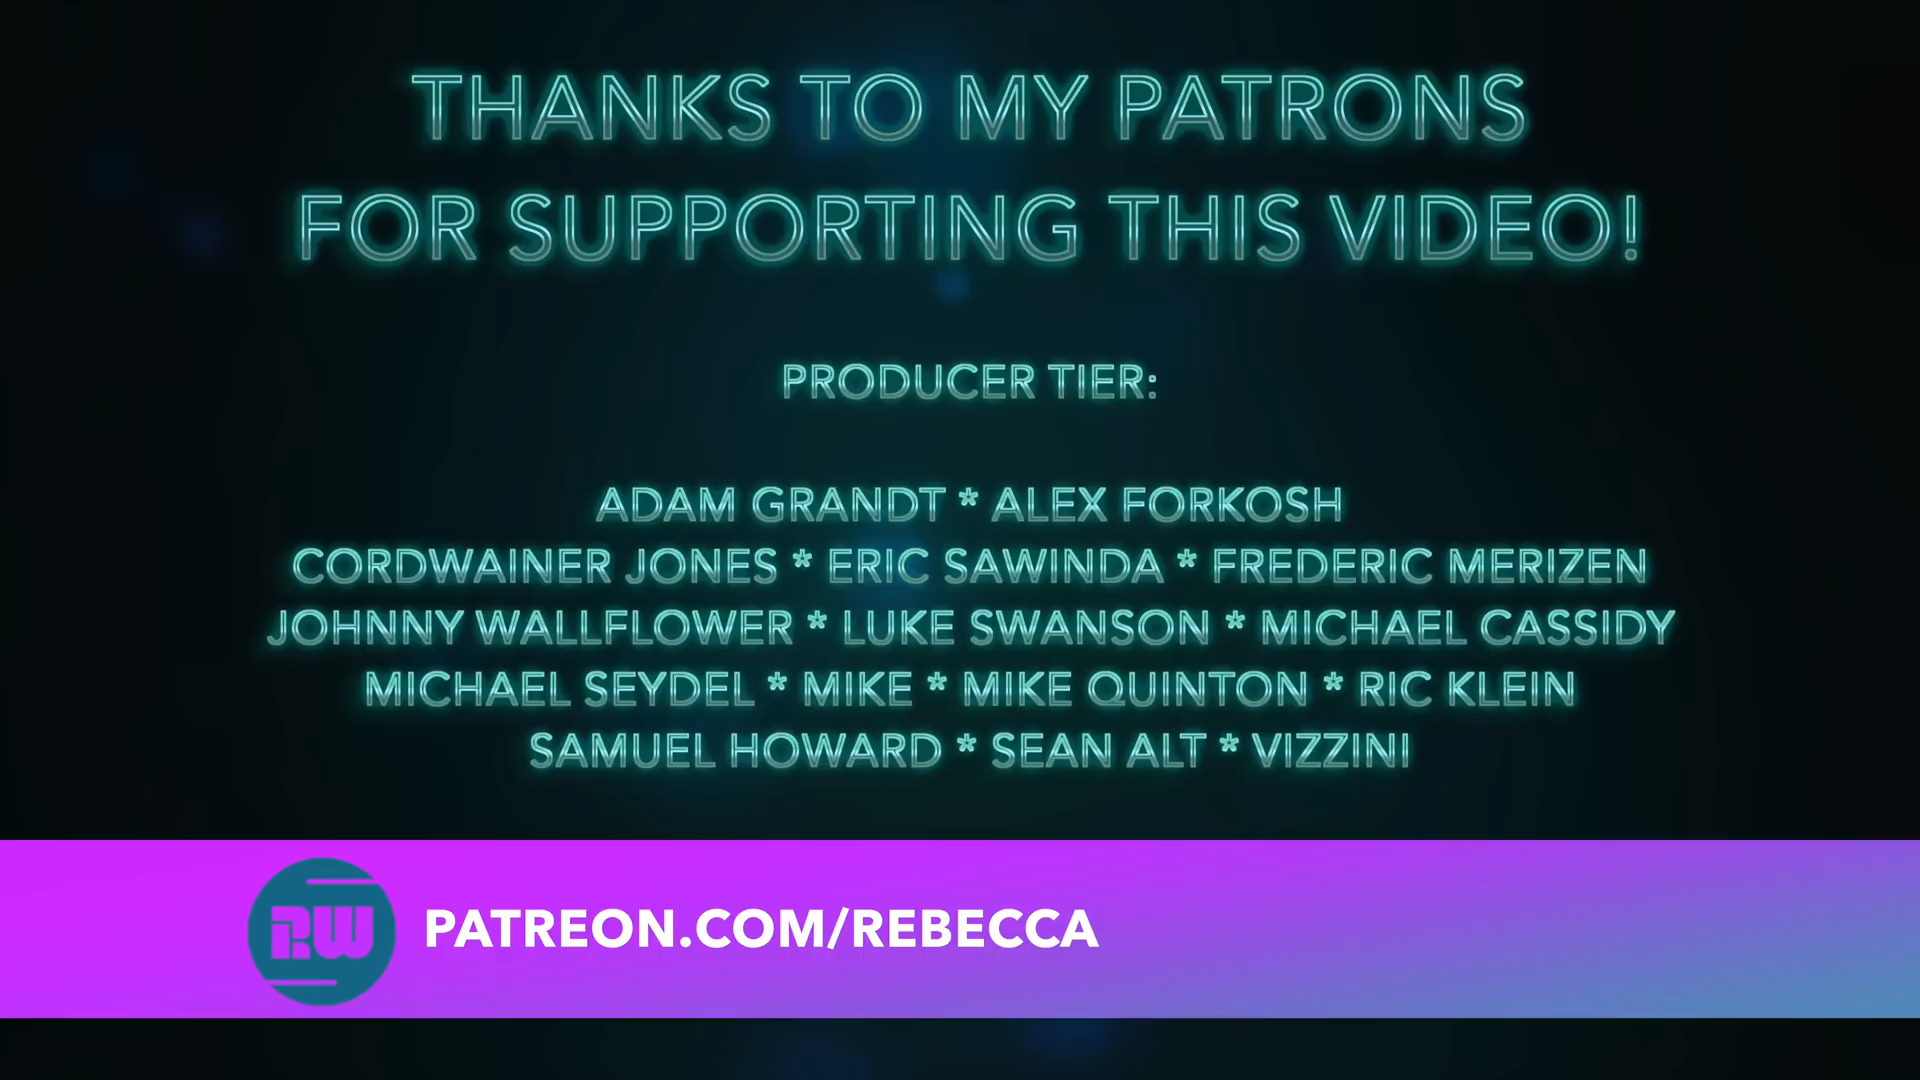 THANKS TO MY PATRONS
FOR SUPPORTING THIS VIDEO!
PRODUCER TIER:
ADAM GRANDT * ALEX FORKOSH
CORDWAINER JONES * ERIC SAWINDA * FREDERIC MERIZEN
JOHNNY WALLFLOWER * LUKE SWANSON * MICHAEL CASSIDY
MICHAEL SEYDEL * MIKE * MIKE QUINTON * RIC KLEIN
SAMUEL HOWARD * SEAN ALT * VIZZINI
RW PATREON.COM/REBECCA